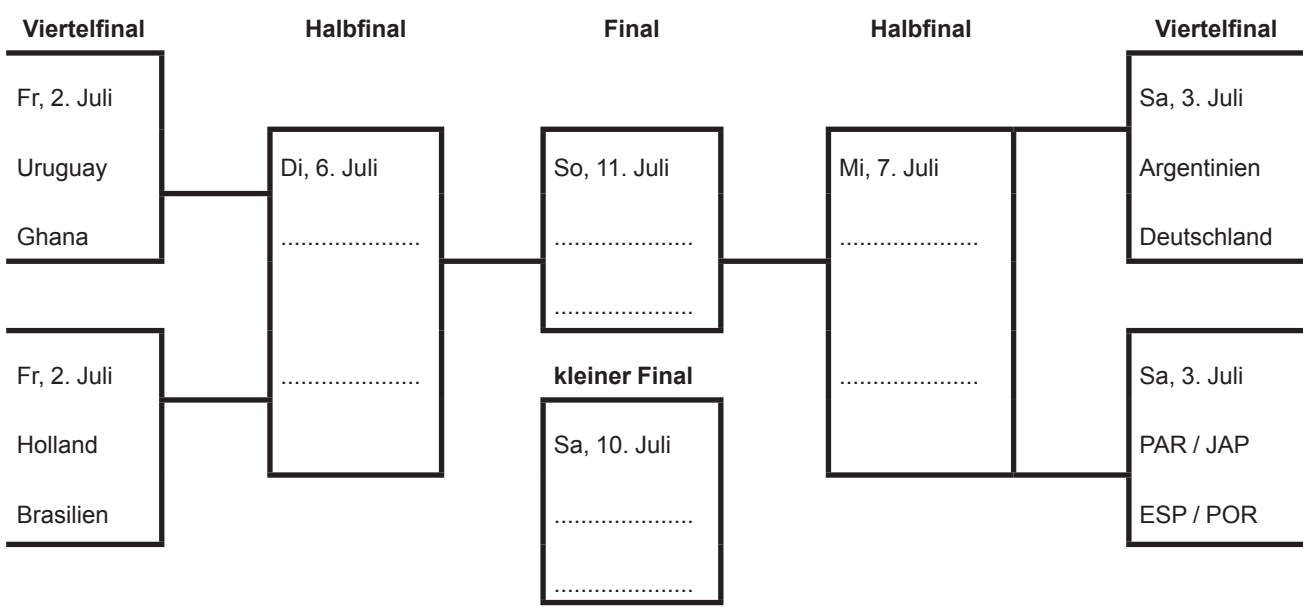 Viertelfinal Halbfinal Final Halbfinal Viertelfinal
Fr, 2. Juli Sa, 3. Juli
Uruguay Di, 6. Juli So, 11. Juli Mi, 7. Juli Argentinien
Ghana ..................... ..................... ..................... Deutschland
.....................
Fr, 2. Juli ..................... kleiner Final ..................... Sa, 3. Juli
Holland Sa, 10. Juli PAR / JAP
Brasilien ..................... ESP / POR
.....................